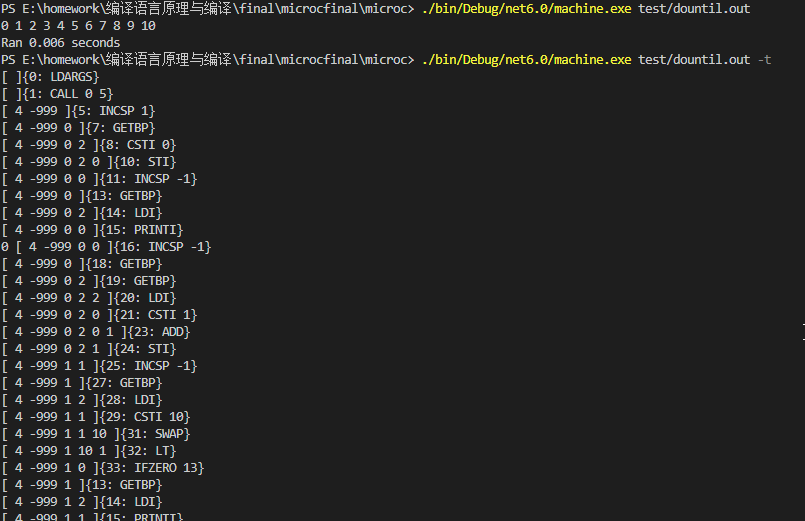 PS E:\homework\编译语言原理与编译\final\microcfinal\microc> ./bin/Debug/net6.0/machine.exe test/dountil.out
0 1 2 3 4 5 6 7 8 9 10
Ran 0.006 seconds
PS E:\homework\编译语言原理与编译\final\microcfinal\microc> ./bin/Debug/net6.0/machine.exe test/dountil.out -t
[ ]{0: LDARGS}
[ ]{1: CALL 0 5}
[ 4 -999 ]{5: INCSP 1}
[ 4 -999 0 ]{7: GETBP}
[ 4 -999 0 2 ]{8: CSTI 0}
[ 4 -999 0 2 0 ]{10: STI}
[ 4 -999 0 0 ]{11: INCSP -1}
[ 4 -999 0 ]{13: GETBP}
[ 4 -999 0 2 ]{14: LDI}
[ 4 -999 0 0 ]{15: PRINTI}
0 [ 4 -999 0 0 ]{16: INCSP -1}
[ 4 -999 0 ]{18: GETBP}
[ 4 -999 0 2 ]{19: GETBP}
[ 4 -999 0 2 2 ]{20: LDI}
[ 4 -999 0 2 0 ]{21: CSTI 1}
[ 4 -999 0 2 0 1 ]{23: ADD}
[ 4 -999 0 2 1 ]{24: STI}
[ 4 -999 1 1 ]{25: INCSP -1}
[ 4 -999 1 ]{27: GETBP}
[ 4 -999 1 2 ]{28: LDI}
[ 4 -999 1 1 ]{29: CSTI 10}
[ 4 -999 1 1 10 ]{31: SWAP}
[ 4 -999 1 10 1 ]{32: LT}
[ 4 -999 1 0 ]{33: IFZERO 13}
[ 4 -999 1 ]{13: GETBP}
[ 4 -999 1 2 ]{14: LDI}
[ 4 -999 1 1 ]{15: PRINTI}